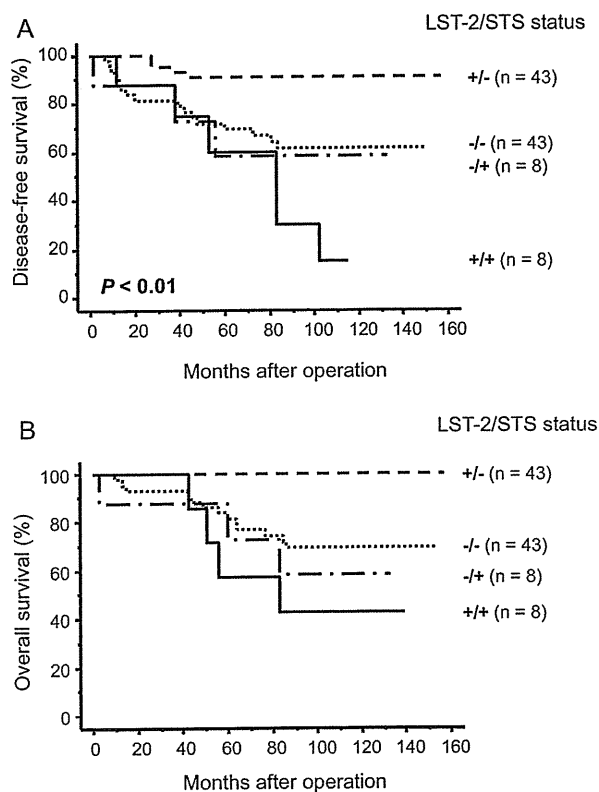 A
LST-2/STS status
100
80
60
40
20
0
Disease-free survival (%)
+/- (n = 43)
-/- (n = 43)
-/+ (n = 8)
+/+ (n = 8)
P < 0.01
0 20 40 60 80 100 120 140 160
Months after operation
B
LST-2/STS status
100
80
60
40
20
0
Overall survival (%)
+/- (n = 43)
-/- (n = 43)
-/+ (n = 8)
+/+ (n = 8)
0 20 40 60 80 100 120 140 160
Months after operation